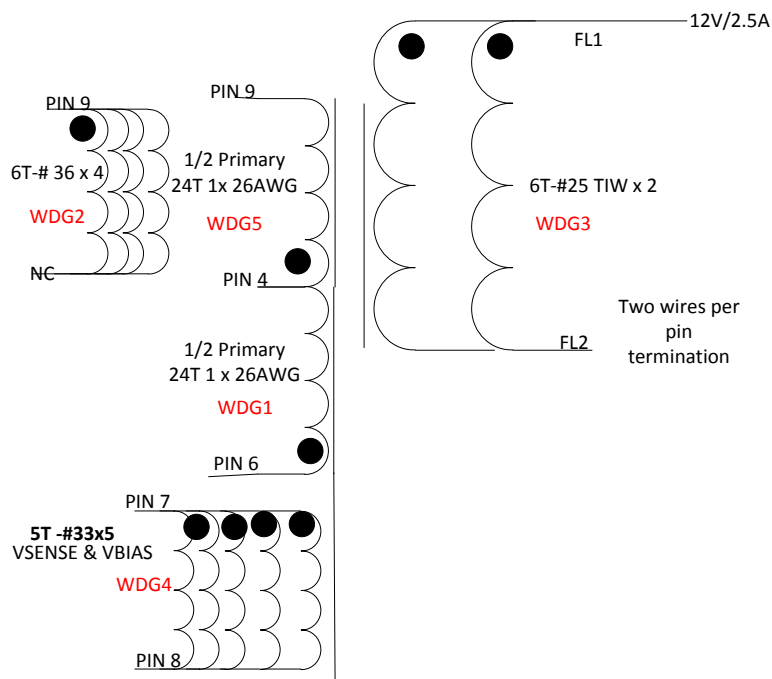 12V/2.5A
FL1
PIN 9
6T-# 36 x 4
WDG2
NC
PIN 9
1/2 Primary
24T 1x 26AWG
WDG5
PIN 4
6T-#25 TIW x 2
WDG3
FL2
Two wires per
pin
termination
1/2 Primary
24T 1 x 26AWG
WDG1
PIN 6
PIN 7
5T -#33x5
VSENSE & VBIAS
WDG4
PIN 8